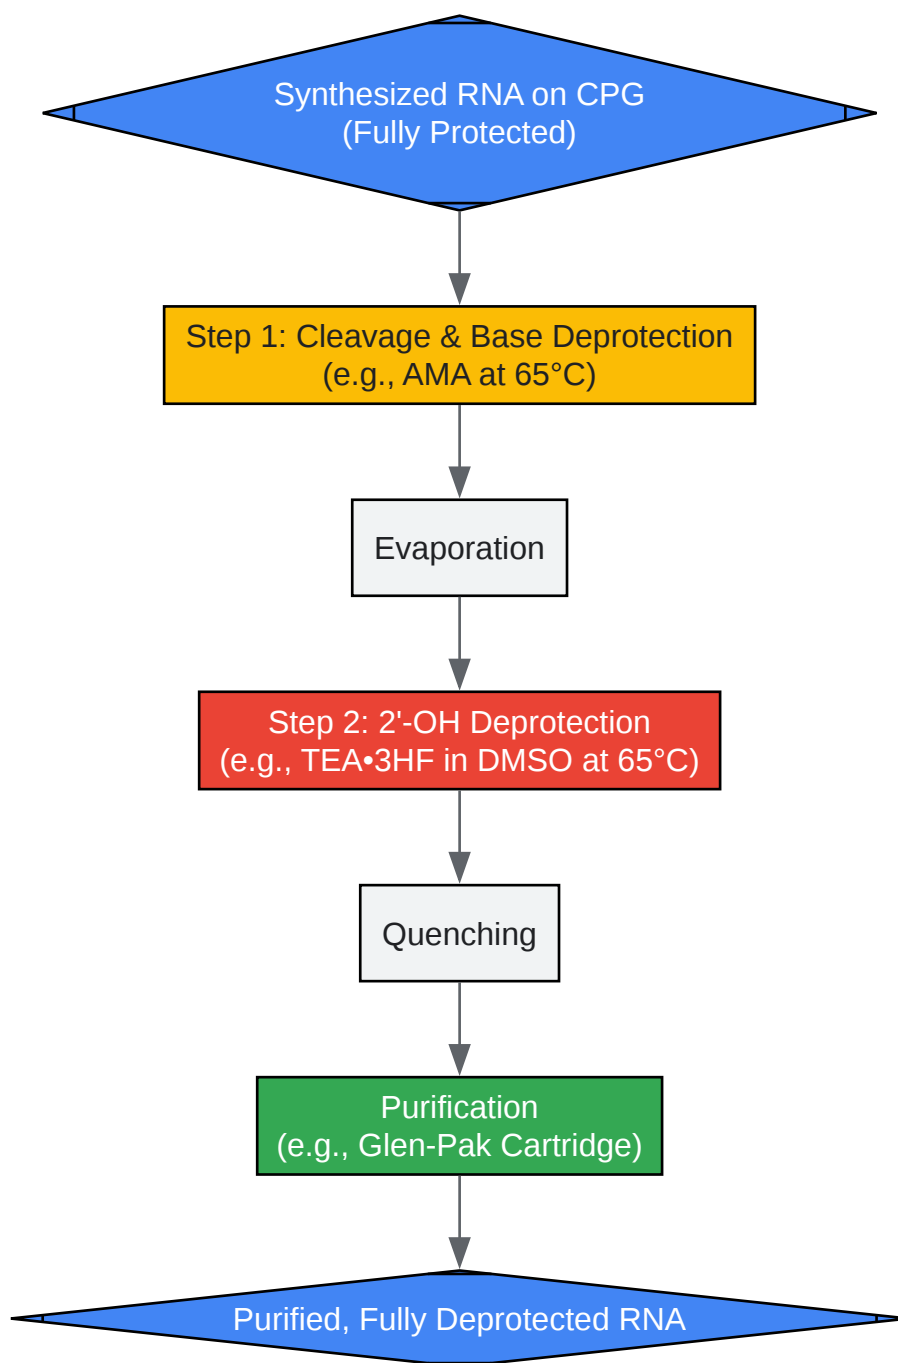 Synthesized RNA on CPG
(Fully Protected)
Step 1: Cleavage & Base Deprotection
(e.g., AMA at 65°C)
Evaporation
Step 2: 2'-OH Deprotection
(e.g., TEA•3HF in DMSO at 65°C)
Quenching
Purification
(e.g., Glen-Pak Cartridge)
Purified, Fully Deprotected RNA